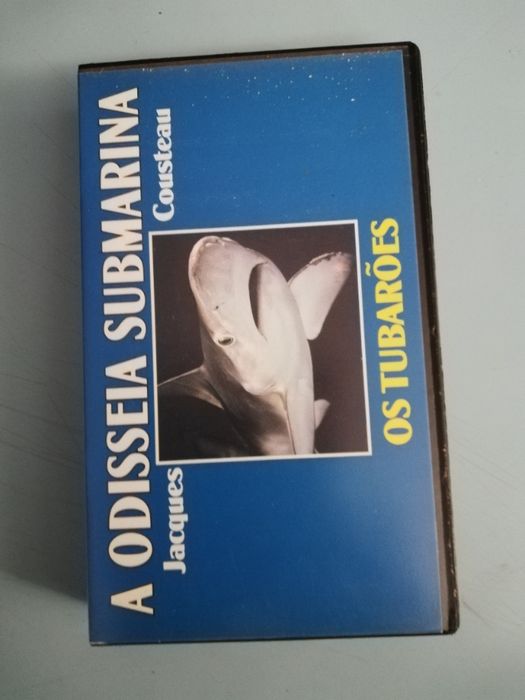 A ODISSEIA SUBMARINA
Jacques Cousteau
OS TUBARÕES